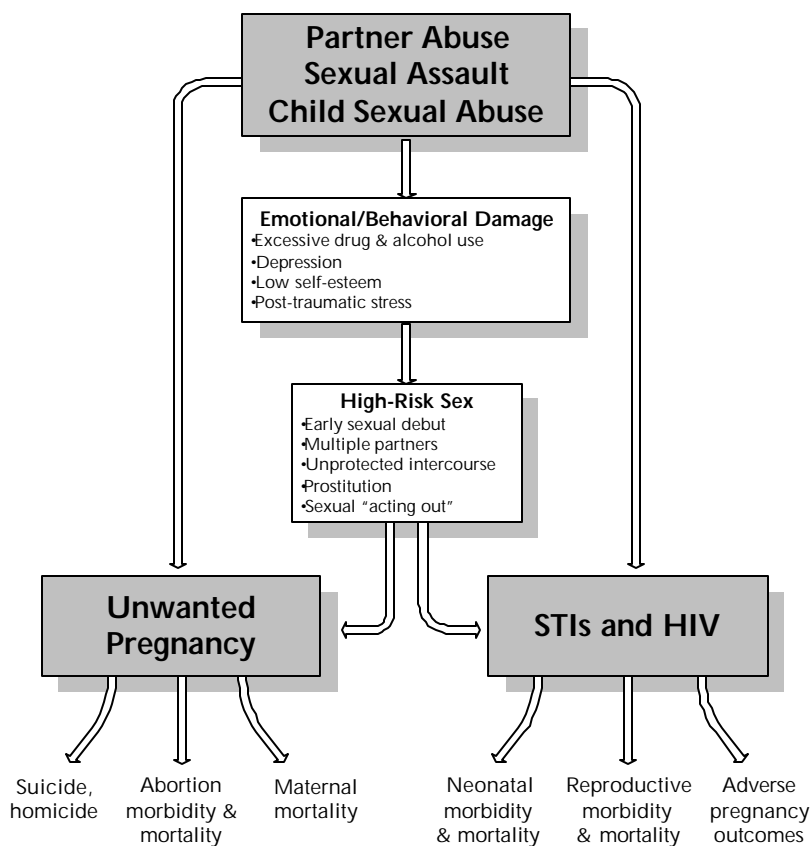 Partner Abuse
Sexual Assault
Child Sexual Abuse
Emotional/Behavioral Damage
•Excessive drug & alcohol use
•Depression
•Low self-esteem
•Post-traumatic stress
High-Risk Sex
•Early sexual debut
•Multiple partners
•Unprotected intercourse
•Prostitution
•Sexual “acting out”
Unwanted
Pregnancy
STIs and HIV
Suicide,
homicide
Abortion
morbidity &
mortality
Maternal
mortality
Neonatal
morbidity
& mortality
Reproductive
morbidity
& mortality
Adverse
pregnancy
outcomes